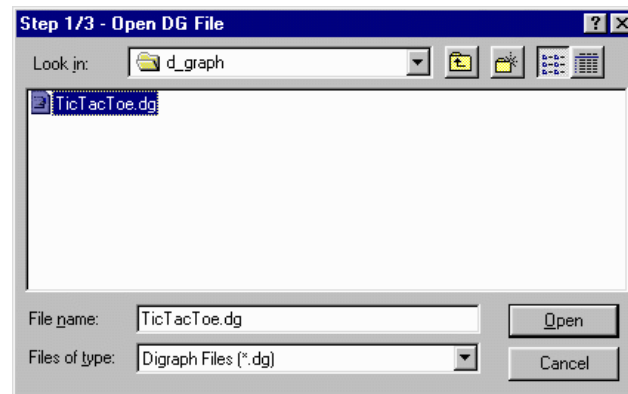 Step 1/3 - Open DG File
Look in: d_graph
TicTacToe.dg
File name: TicTacToe.dg Open
Files of type: Digraph Files (*.dg) Cancel